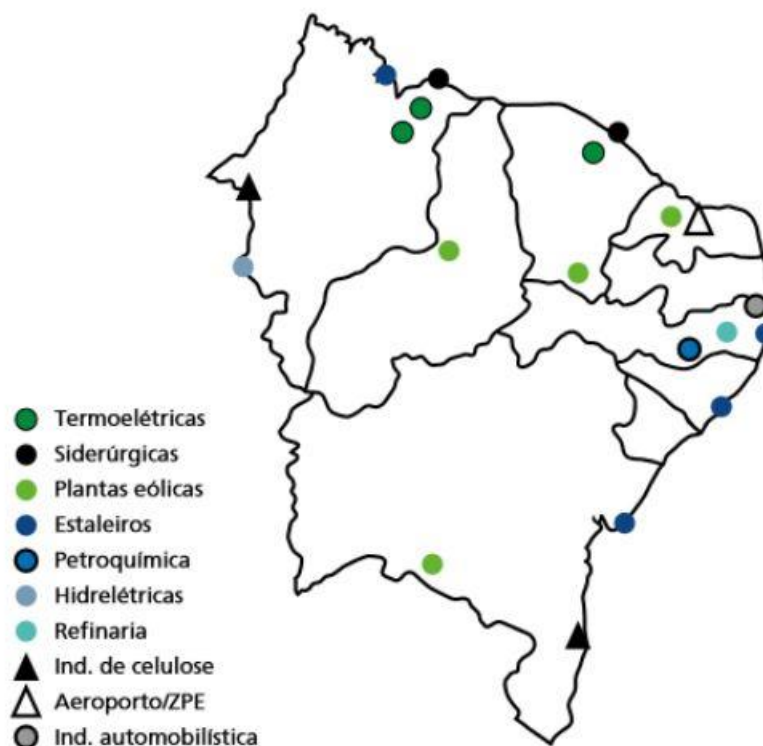 Termoelétricas
Siderúrgicas
Plantas eólicas
Estaleiros
Petroquímica
Hidrelétricas
Refinaria
Ind. de celulose
Aeroporto/ZPE
Ind. automobilística